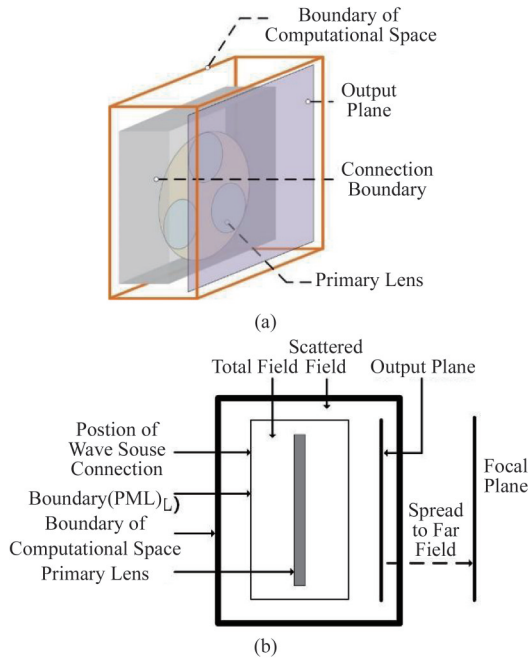 Boundary of
Computational Space
Output
Plane
Connection
Boundary
Primary Lens
(a)
Scattered
Total Field
Field
Output Plane
Postion of
Wave Souse
Connection
Boundary(PML)L)
Boundary of
Computational Space
Primary Lens
Focal
Plane
Spread
to Far
Field
(b)